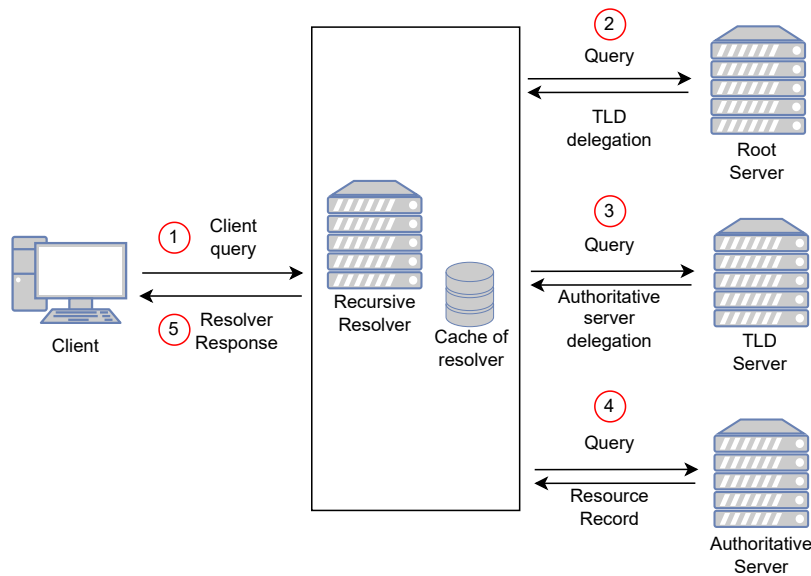 2
Query
TLD
delegation
Root
Server
1
Client
query
5
Resolver
Response
Client
Recursive
Resolver
Cache of
resolver
3
Query
Authoritative
server
delegation
TLD
Server
4
Query
Resource
Record
Authoritative
Server